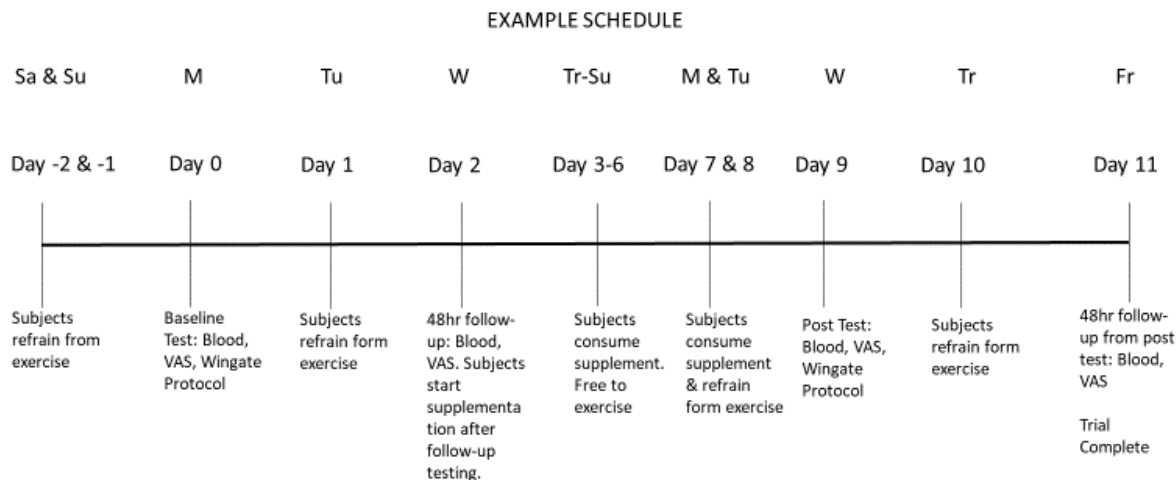 EXAMPLE SCHEDULE
Sa & Su M Tu W Tr-Su M & Tu W Tr Fr
Day -2 & -1 Day 0 Day 1 Day 2 Day 3-6 Day 7 & 8 Day 9 Day 10 Day 11
Subjects
refrain from
exercise
Baseline
Test: Blood,
VAS, Wingate
Protocol
Subjects
refrain form
exercise
48hr follow-
up: Blood,
VAS. Subjects
start
supplementa
tion after
follow-up
testing.
Subjects
consume
supplement.
Free to
exercise
Subjects
consume
supplement
& refrain
form exercise
Post Test:
Blood, VAS,
Wingate
Protocol
Subjects
refrain form
exercise
48hr follow-
up from post
test: Blood,
VAS
Trial
Complete